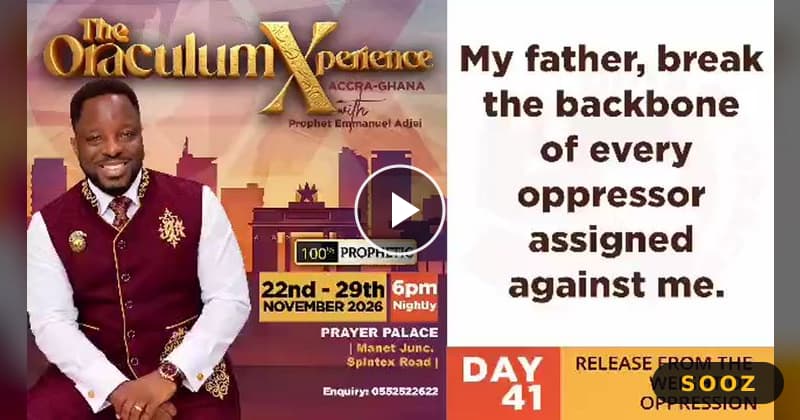 The
Oraculum Xperience
ACCRA-GHANA
with
Prophet Emmanuel Adjei
100% PROPHETIC
22nd - 29th
NOVEMBER 2026
6pm
Nightly
PRAYER PALACE
| Manet Junc.
Spintex Road |
Enquiry: 0552522622
My father, break
the backbone
of every
oppressor
assigned
against me.
DAY
41
RELEASE FROM THE
OPPRESSION
SOOZ